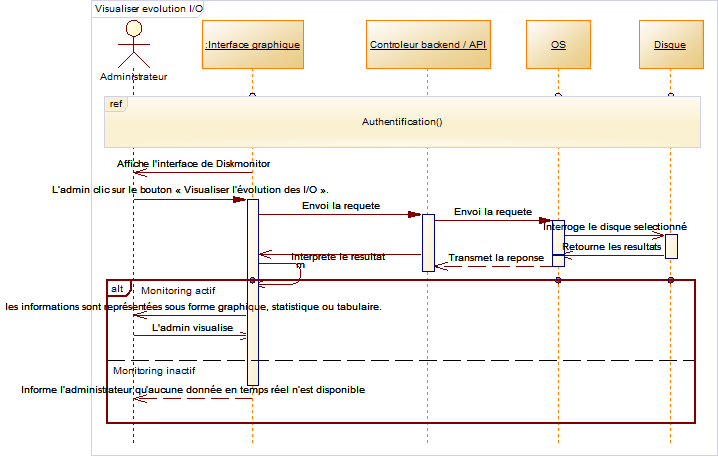 Visualiser evolution I/O
:Interface graphique
Controleur backend / API
OS
Disque
Administrateur
ref
Authentification()
Affiche l'interface de Diskmonitor
L'admin clic sur le bouton « Visualiser l'évolution des I/O ».
Envoi la requete
Envoi la requete
Interroge le disque selectionné
Retourne les resultats
Interprete le resultat
Transmet la reponse
m
alt
Monitoring actif
les informations sont représentées sous forme graphique, statistique ou tabulaire.
L'admin visualise
Monitoring inactif
Informe l'administrateur qu'aucune donnée en temps réel n'est disponible